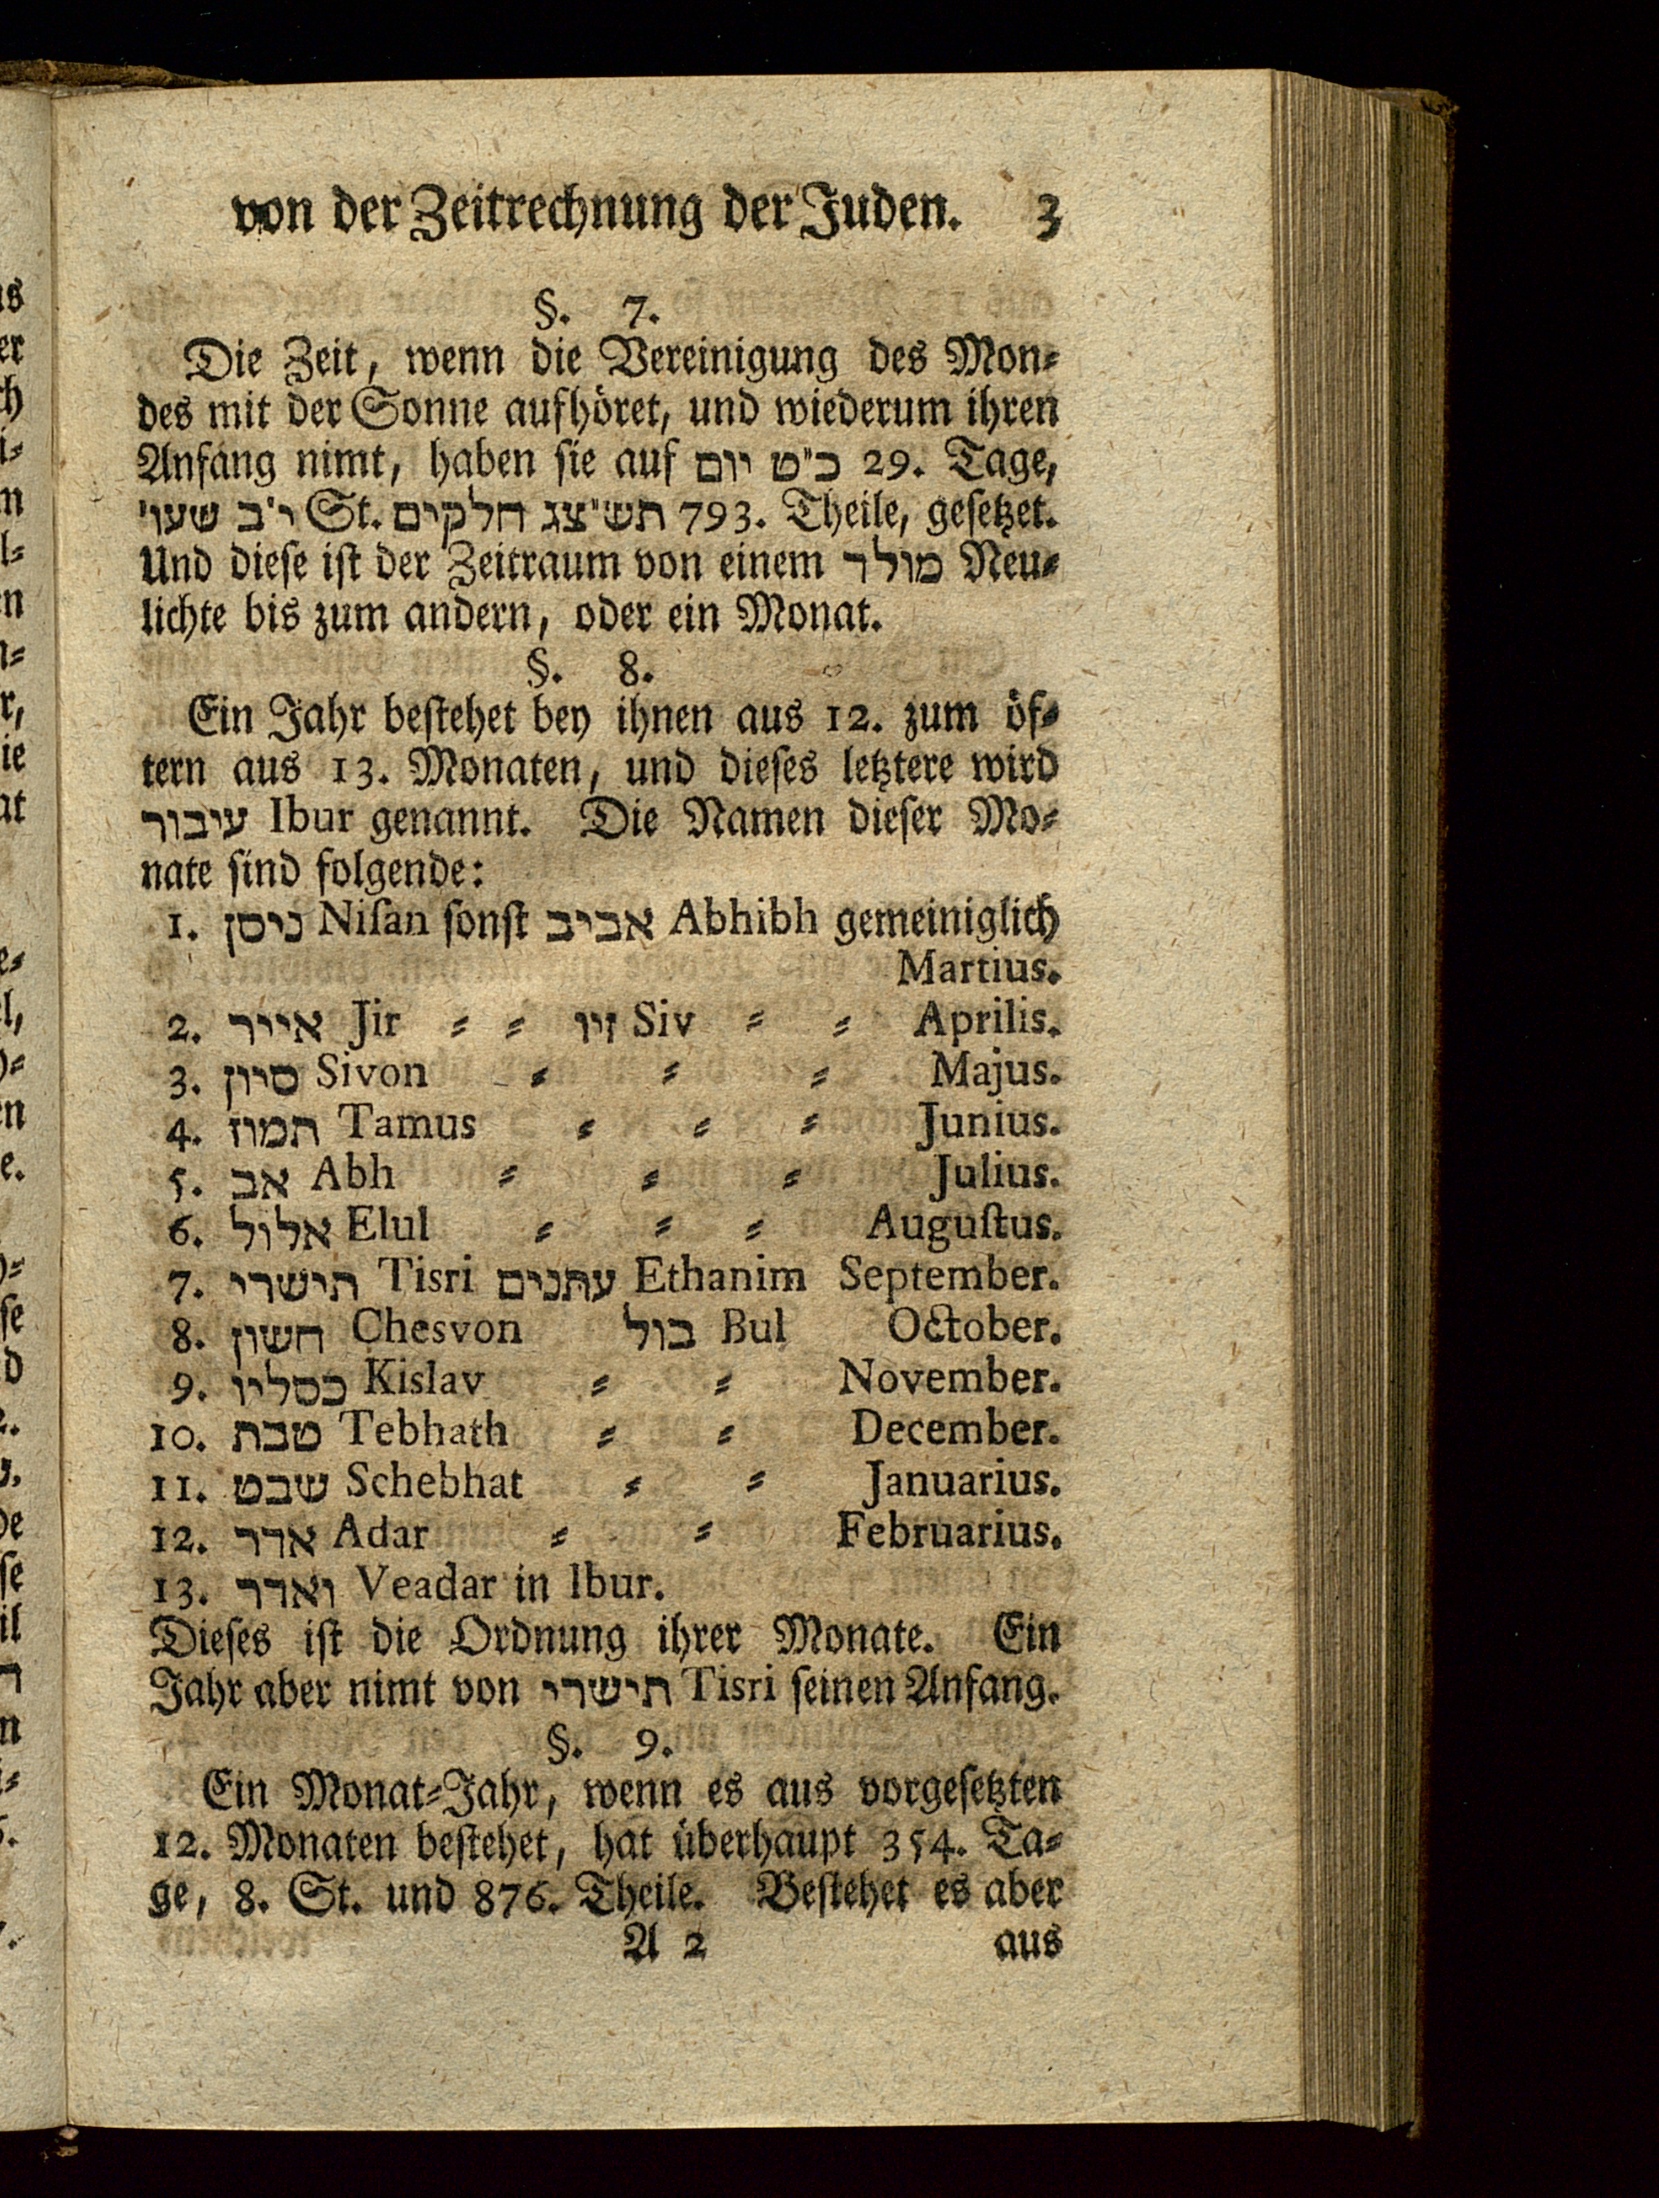 von der Zeitrechnung der Juden. 3
§. 7.
Die Zeit, wenn die Vereinigung des Mon⸗
des mit der Sonne aufhöret, und wiederum ihren
Anfang nimt, haben sie auf כ"ט יום 29. Tage,
י'ב שעו' St. תש"צג חלקים 793. Theile, gesetzet.
Und diese ist der Zeitraum von einem מולד Neu⸗
lichte bis zum andern, oder ein Monat.
§. 8.
Ein Jahr bestehet bey ihnen aus 12. zum öf⸗
tern aus 13. Monaten, und dieses letztere wird
עיבור Ibur genannt. Die Namen dieser Mo⸗
nate sind folgende:
1. ניסן Nisan sonst אביב Abhibh gemeiniglich
Martius.
2. אייר Jir ⸗ ⸗ זיו Siv ⸗ ⸗ Aprilis.
3. סיון Sivon ⸗ ⸗ ⸗ Majus.
4. תמוז Tamus ⸗ ⸗ ⸗ Junius.
5. אב Abh ⸗ ⸗ ⸗ Julius.
6. אלול Elul ⸗ ⸗ ⸗ Augustus.
7. תישרי Tisri עתנים Ethanim September.
8. חשון Chesvon בול Bul October.
9. כסליו Kislav ⸗ ⸗ November.
10. טבת Tebhath ⸗ ⸗ December.
11. שבט Schebhat ⸗ ⸗ Januarius.
12. אדר Adar ⸗ ⸗ Februarius.
13. ואדר Veadar in Ibur.
Dieses ist die Ordnung ihrer Monate. Ein
Jahr aber nimt von תישרי Tisri seinen Anfang.
§. 9.
Ein Monat⸗Jahr, wenn es aus vorgesetzten
12. Monaten bestehet, hat überhaupt 354. Ta⸗
ge, 8. St. und 876. Theile. Bestehet es aber
A 2 aus